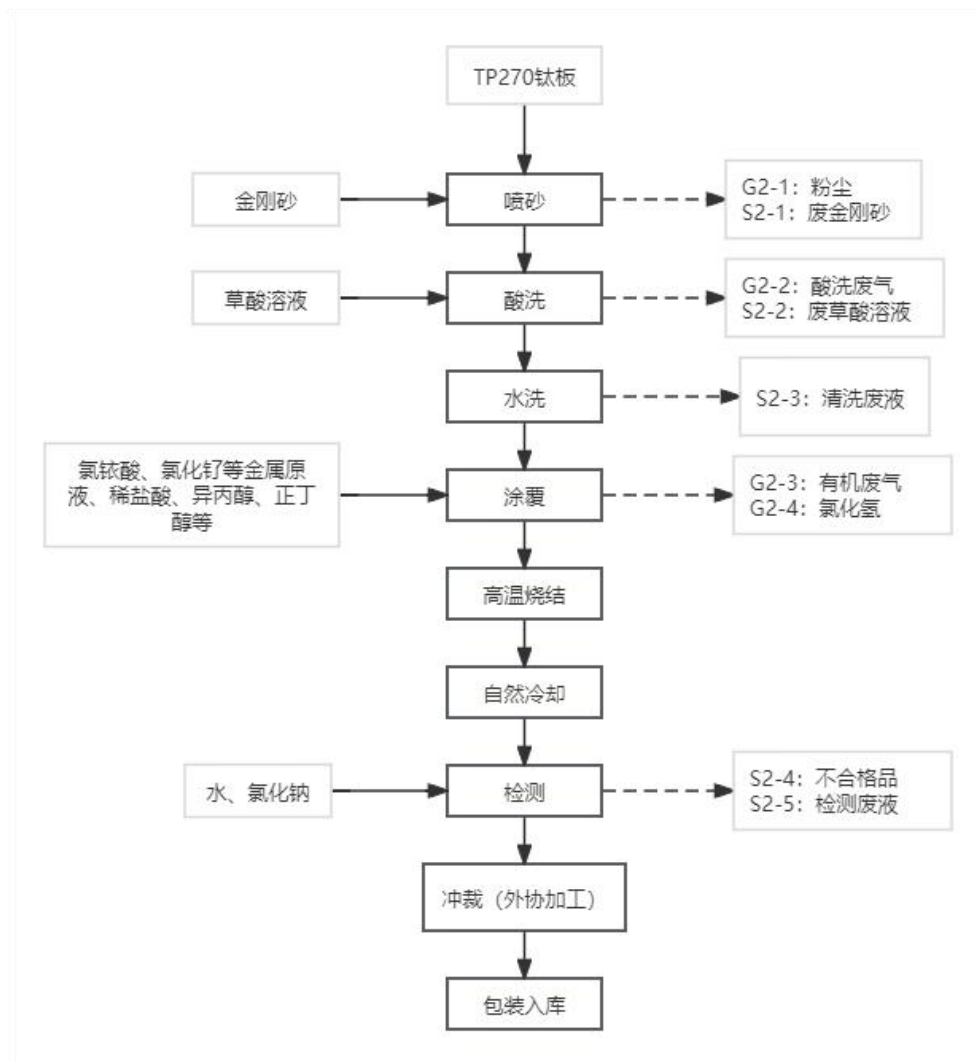 TP270钛板
金刚砂
喷砂
G2-1：粉尘
S2-1：废金刚砂
草酸溶液
酸洗
G2-2：酸洗废气
S2-2：废草酸溶液
水洗
S2-3：清洗废液
氯铱酸、氯化钌等金属原
液、稀盐酸、异丙醇、正丁
醇等
涂覆
G2-3：有机废气
G2-4：氯化氢
高温烧结
自然冷却
水、氯化钠
检测
S2-4：不合格品
S2-5：检测废液
冲裁（外协加工）
包装入库